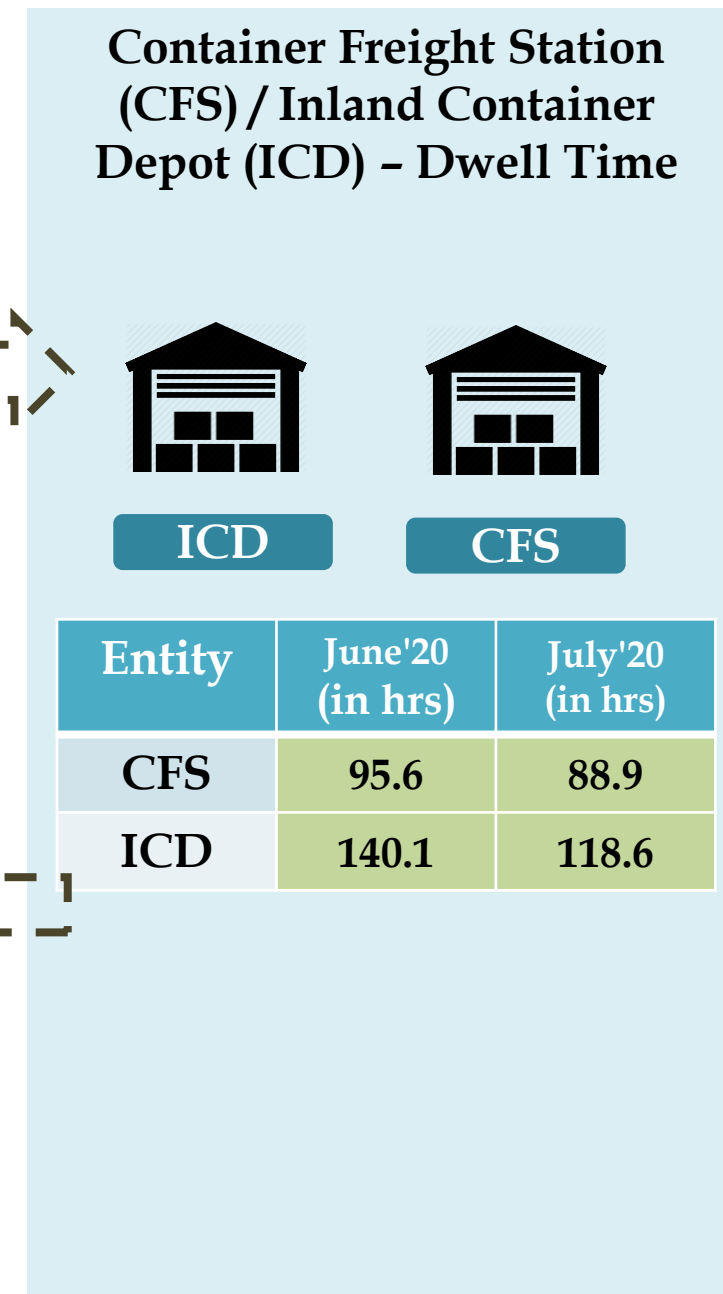 Container Freight Station
(CFS) / Inland Container
Depot (ICD) – Dwell Time
ICD CFS
Entity June'20 (in hrs) July'20 (in hrs)
CFS 95.6 88.9
ICD 140.1 118.6